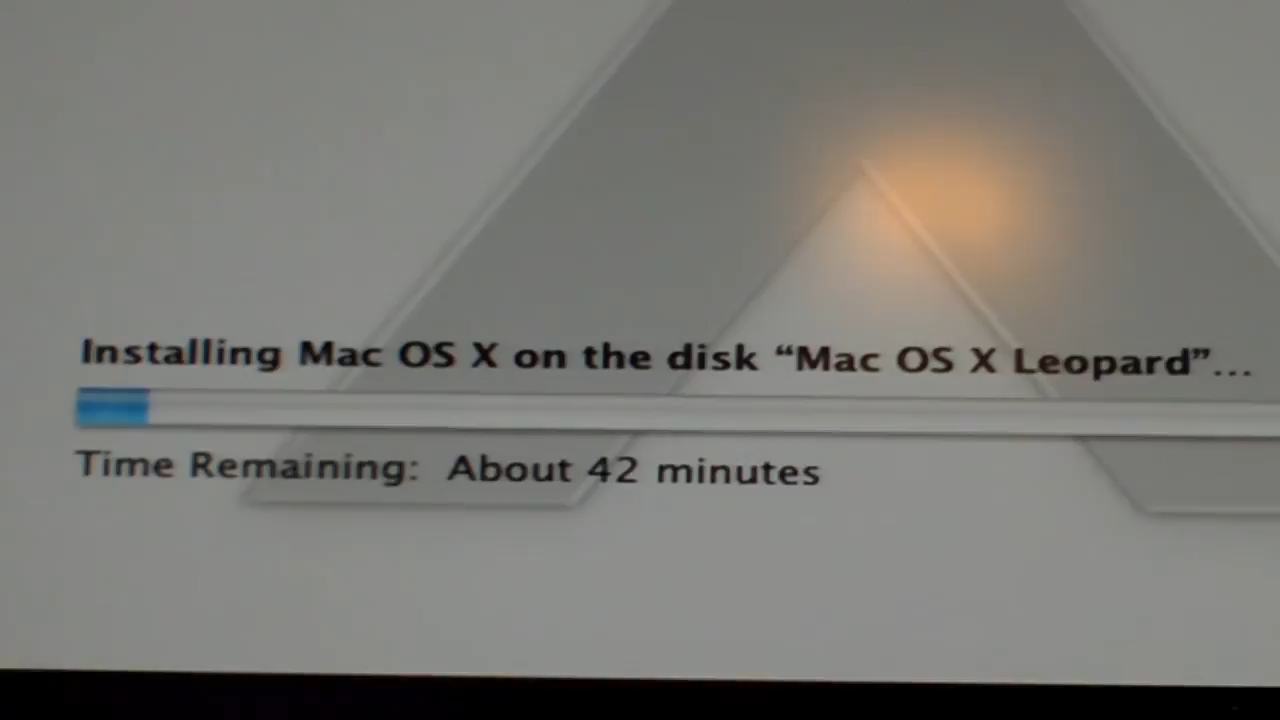 Installing Mac OS X on the disk “Mac OS X Leopard”...
Time Remaining: About 42 minutes